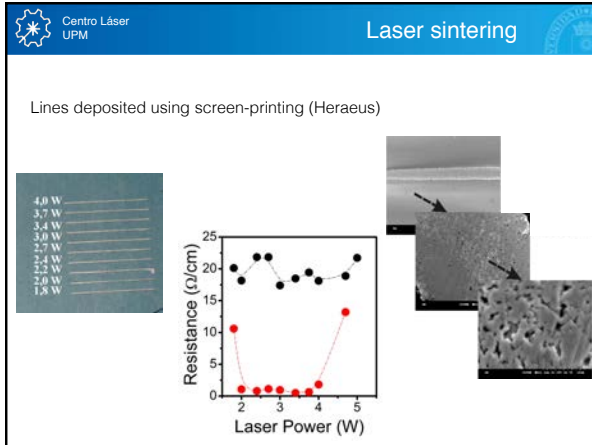 Centro Láser
UPM
Laser sintering
Lines deposited using screen-printing (Heraeus)
4,0 W
3,7 W
3,4 W
3,0 W
2,7 W
2,4 W
2,2 W
2,0 W
1,8 W
25
20
15
10
5
0
Resistance (Ω/cm)
2 3 4 5
Laser Power (W)